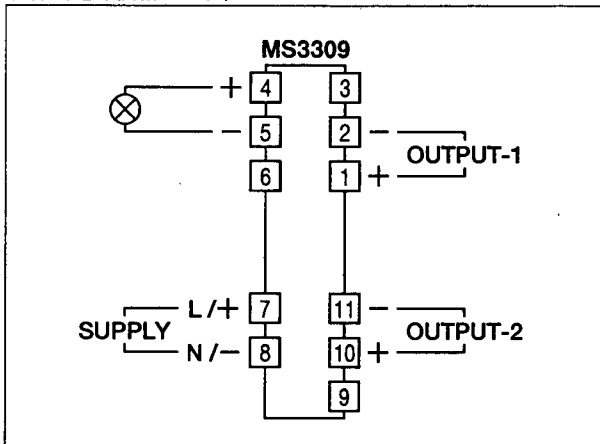 MS3309
+ 4 3
- 5 2 -
OUTPUT-1
6 1 +
L/+ 7 11 -
SUPPLY OUTPUT-2
N/- 8 10 +
9